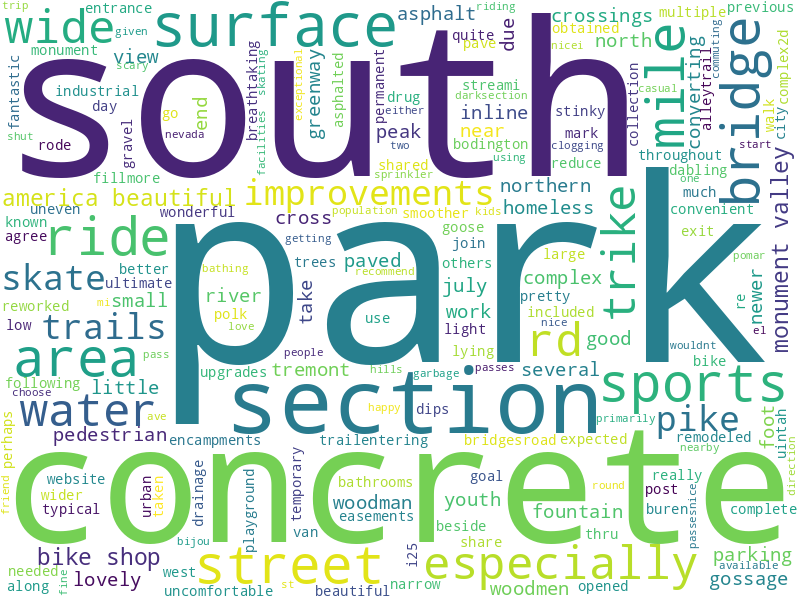 trip
riding
entrance
given
multiple
previous
wide
surface
asphalt
crossings
due
quite
pave
obtained
nicei
north
mile
bridge
commuting
fantastic
monument
view
scary
industrial
day
south
greenway
asphalted
exceptional
breathtaking
permanent
drug
streami
either
darksection
stinky
inline
collection
converting
casual
alleytrail
complex2d
city
walk
shut
rode
gravel
go
nevada
end
facilities
skating
peak
two
using
mark
clogging
near
bodington
shared
sprinkler
reduce
throughout
start
dabling
one
fillmore
america beautiful
improvements
northern
homeless
much
convenient
kids
uneven
wonderful
cross
population
smoother
goose
join
known
agree
ride
getting
trees
paved
others
large
trike
exit
monument valley
pomar
skate
better
ultimate
bathing
recommend
july
pretty
complex
newer
re
reworked
small
river
polk
take
use
work
included
el
low
mi
love
light
nice
good
wouldnt
trails
park
rd
bike
area
pass
upgrades
people
tremont
hills
garbage
lying
passes
several
following
choose
little
section
happy
dips
sports
water
ave
primarily
pike
foot
uintah
nearby
friend
perhaps
pedestrian
encampments
trailentering
bridgesroad
expected
remodeled
direction
concrete
website
wider
typical
urban
taken
drainage
playground
temporary
bathrooms
woodman
easements
goal
round
youth
fountain
beside
thru
really
post
buren
passesnice
complete
bijou
van
share
i25
street
especially
parking
bike shop
lovely
needed
along
fine
west
uncomfortable
st
beautiful
narrow
woodmen
opened
gossage
available